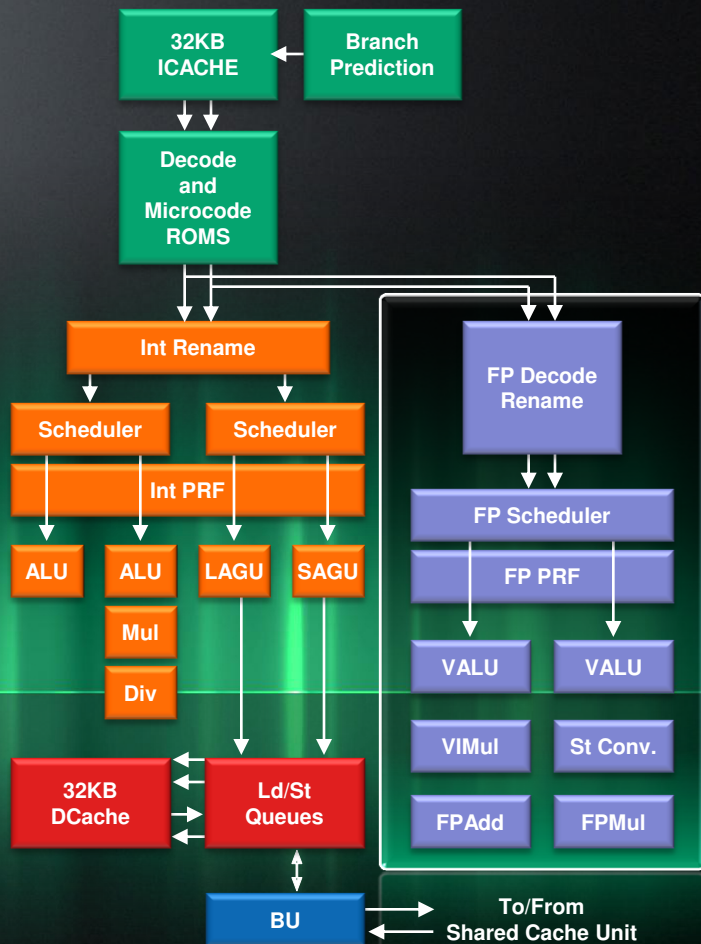 32KB
ICACHE
Branch
Prediction
Decode
and
Microcode
ROMS
Int Rename
FP Decode
Rename
Scheduler
Scheduler
Int PRF
FP Scheduler
FP PRF
ALU
ALU
LAGU
SAGU
Mul
Div
VALU
VALU
VIMul
St Conv.
FPAdd
FPMul
32KB
DCache
Ld/St
Queues
BU
To/From
Shared Cache Unit